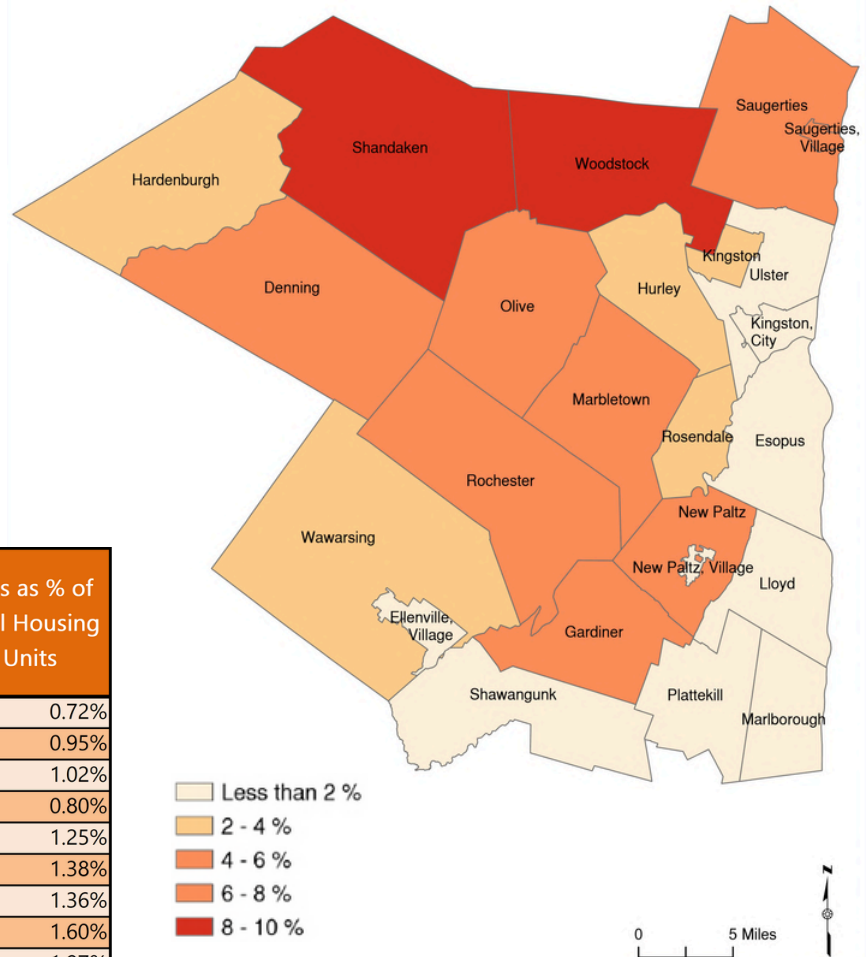 Saugerties
Saugerties,
Village
Shandaken
Woodstock
Hardenburgh
Kingston
Ulster
Denning
Hurley
Olive
Kingston,
City
Marbletown
Rosendale
Esopus
Rochester
New Paltz
Wawarsing
New Paltz, Village
Lloyd
Ellenville,
Village
Gardiner
Shawangunk
Plattekill
Marlborough
s as % of
l Housing
Units
0.72%
0.95%
1.02%
0.80%
1.25%
1.38%
1.36%
1.60%
Less than 2 %
2 - 4 %
4 - 6 %
6 - 8 %
8 - 10 %
N
0 5 Miles